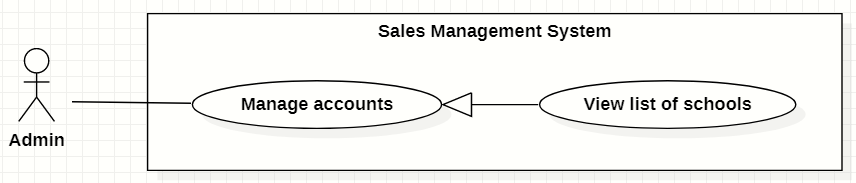 Sales Management System
Manage accounts
View list of schools
Admin